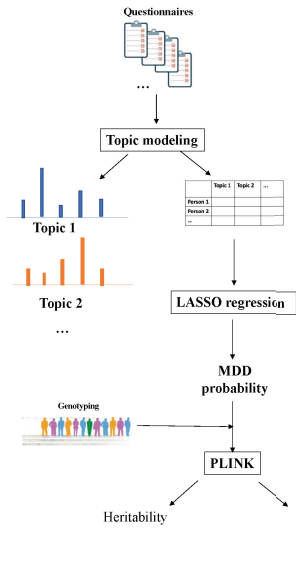 Questionnaires
...
Topic modeling
Topic 1 Topic 2 ...
Person 1
Person 2
...
Topic 1
Topic 2
...
LASSO regression
MDD
probability
Genotyping
PLINK
Heritability